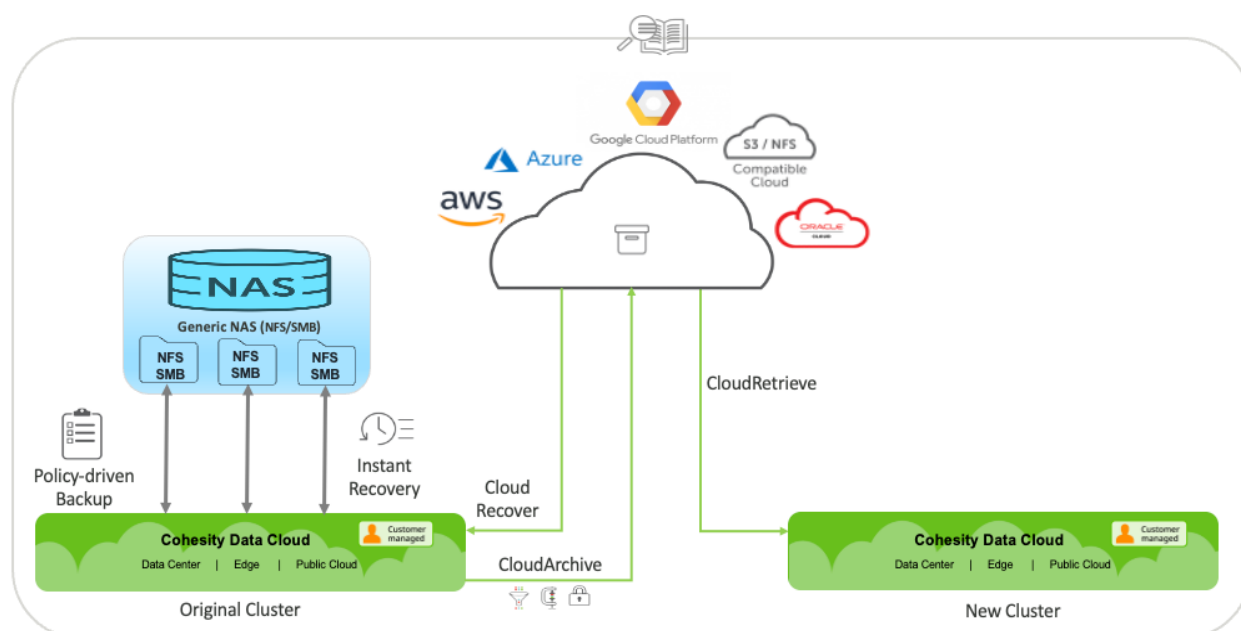 Google Cloud Platform
S3 / NFS
Compatible
Cloud
Azure
aws
ORACLE
CLOUD
NAS
Generic NAS (NFS/SMB)
NFS
SMB
NFS
SMB
NFS
SMB
CloudRetrieve
Policy-driven
Backup
Instant
Recovery
Cloud
Recover
Cohesity Data Cloud
Customer
managed
Data Center | Edge | Public Cloud
CloudArchive
Original Cluster
Cohesity Data Cloud
Customer
managed
Data Center | Edge | Public Cloud
New Cluster